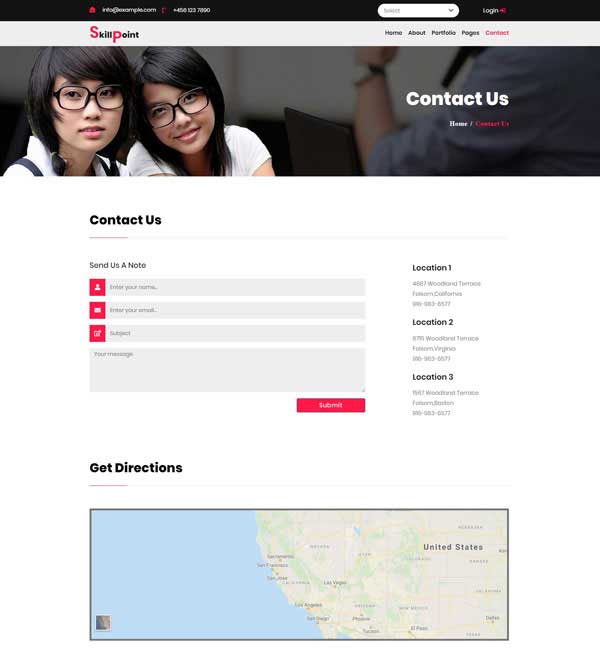 info@example.com +456 123 7890 Select Login
SkillPoint Home About Portfolio Pages Contact
Contact Us
Home / Contact Us
Contact Us
Send Us A Note
Enter your name...
Enter your email...
Subject
Your message
Submit
Location 1
4667 Woodland Terrace
Folsom,California
916-983-6577
Location 2
8715 Woodland Terrace
Folsom,Virginia
916-983-6577
Location 3
1567 Woodland Terrace
Folsom,Boston
916-983-6577
Get Directions
NEBRASKA
United States
NEVADA
UTAH
COLORADO
KANSAS
Sacramento
San Francisco
San Jose
CALIFORNIA
Las Vegas
OKLAHOMA
Los Angeles
ARIZONA
NEW MEXICO
San Diego
Phoenix
Tucson
El Paso
Dallas
TEXAS